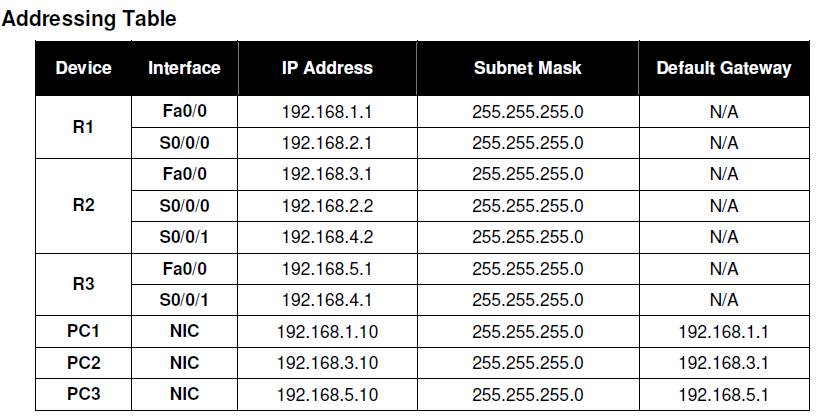 Addressing Table
Device Interface IP Address Subnet Mask Default Gateway
R1 Fa0/0 192.168.1.1 255.255.255.0 N/A
S0/0/0 192.168.2.1 255.255.255.0 N/A
R2 Fa0/0 192.168.3.1 255.255.255.0 N/A
S0/0/0 192.168.2.2 255.255.255.0 N/A
S0/0/1 192.168.4.2 255.255.255.0 N/A
R3 Fa0/0 192.168.5.1 255.255.255.0 N/A
S0/0/1 192.168.4.1 255.255.255.0 N/A
PC1 NIC 192.168.1.10 255.255.255.0 192.168.1.1
PC2 NIC 192.168.3.10 255.255.255.0 192.168.3.1
PC3 NIC 192.168.5.10 255.255.255.0 192.168.5.1